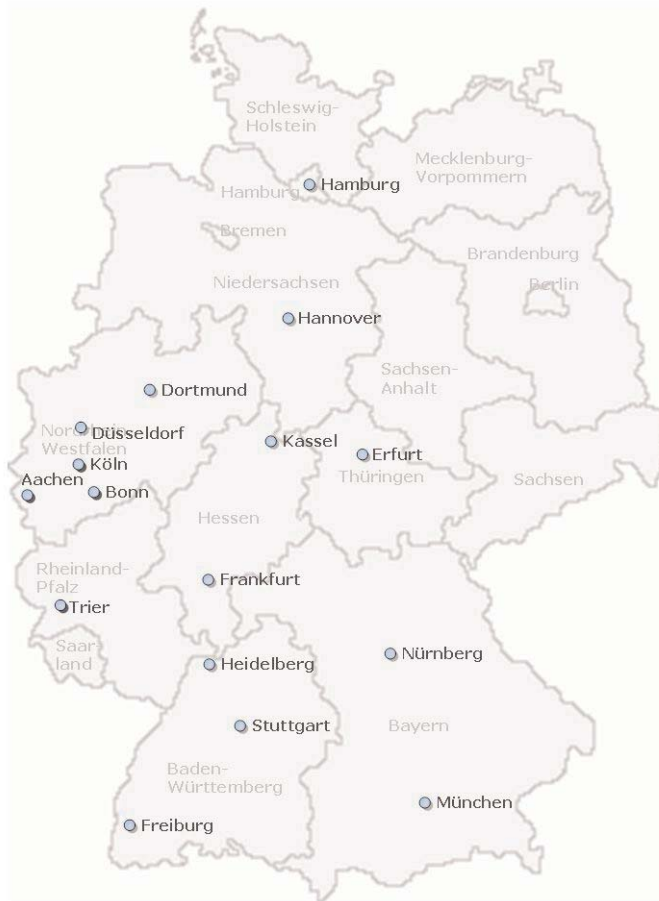 Schleswig-
Holstein
Mecklenburg-
Vorpommern
Hamburg
Hamburg
Bremen
Brandenburg
Niedersachsen
Berlin
Hannover
Sachsen-
Anhalt
Dortmund
Nordrhein-
Westfalen
Düsseldorf
Kassel
Erfurt
Köln
Aachen
Bonn
Thüringen
Sachsen
Hessen
Rheinland-
Pfalz
Frankfurt
Trier
Saar-
land
Heidelberg
Nürnberg
Stuttgart
Bayern
Baden-
Württemberg
München
Freiburg